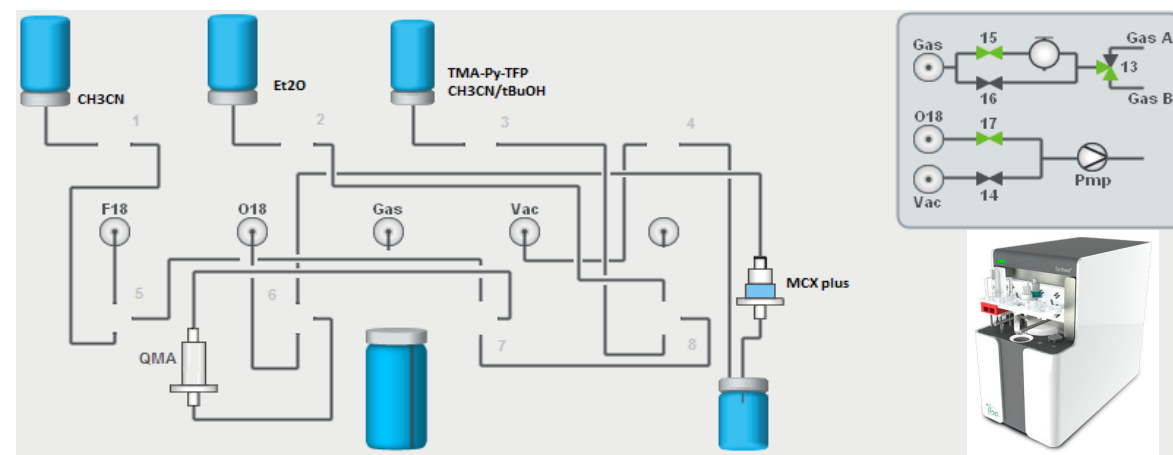 CH3CN
Et2O
TMA-Py-TFP
CH3CN/tBuOH
1
2
3
4
F18
O18
Gas
Vac
5
6
7
8
QMA
MCX plus
Gas
15
Gas A
13
16
Gas B
O18
17
Pmp
Vac
14